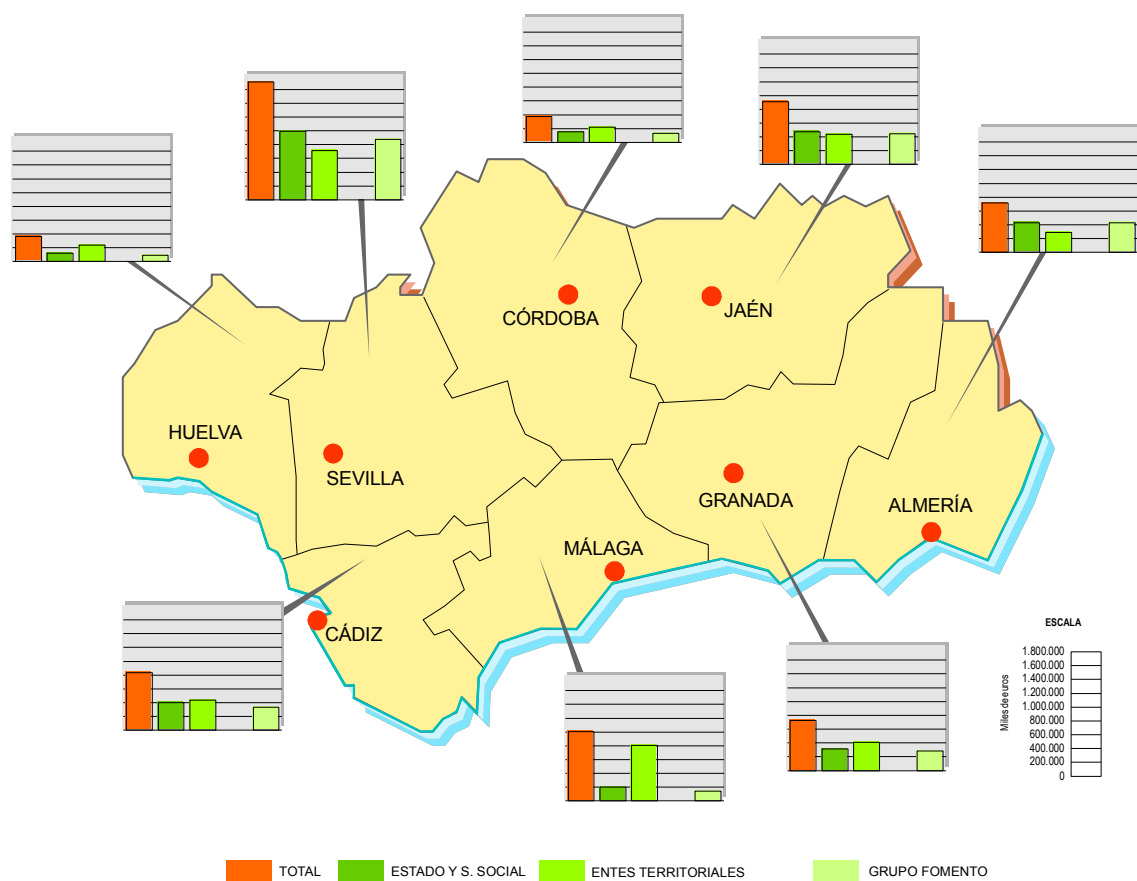 CÓRDOBA
JAÉN
HUELVA
SEVILLA
GRANADA
ALMERÍA
MÁLAGA
CÁDIZ
ESCALA
Miles de euros
1.800.000
1.600.000
1.400.000
1.200.000
1.000.000
800.000
600.000
400.000
200.000
0
TOTAL
ESTADO Y S. SOCIAL
ENTES TERRITORIALES
GRUPO FOMENTO